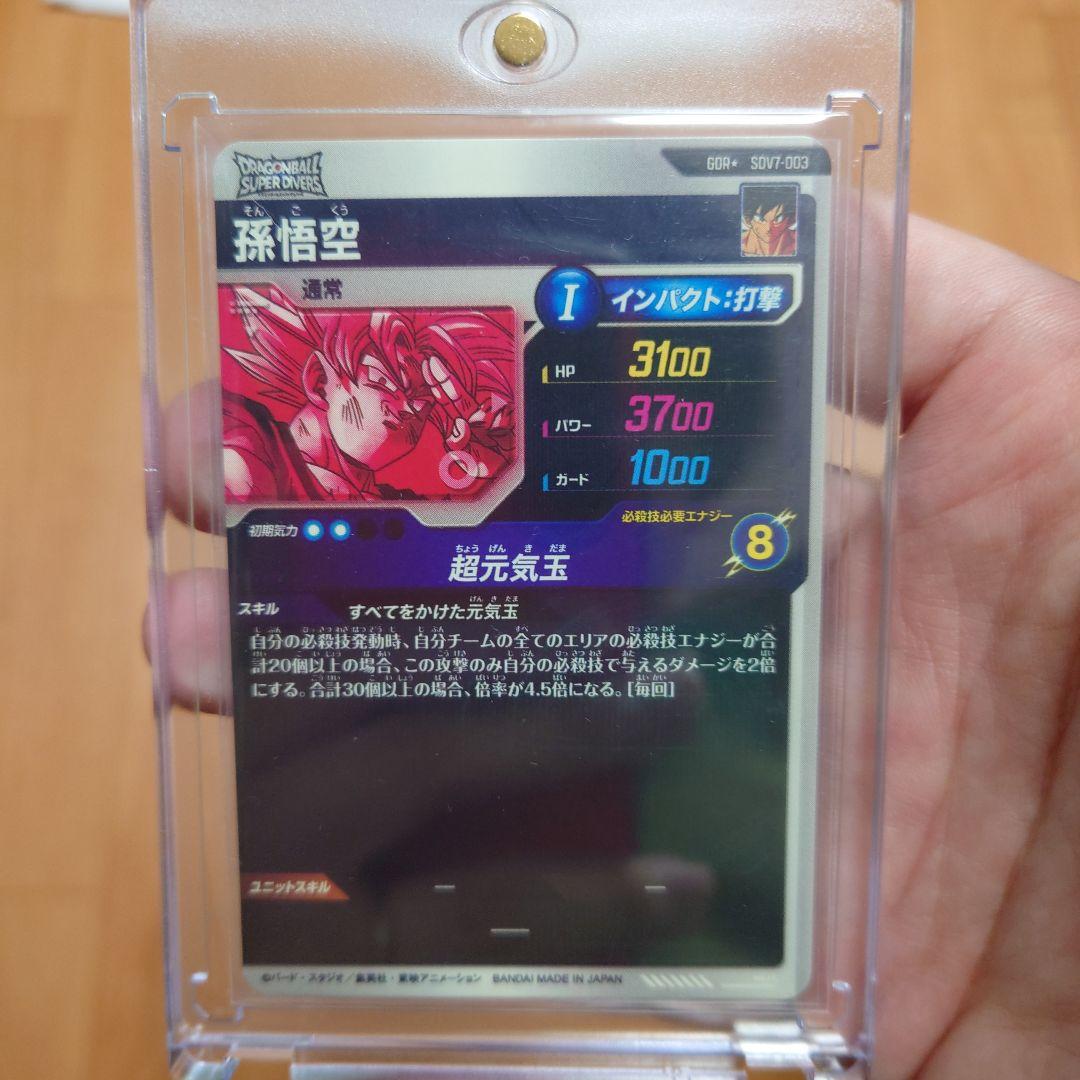 DRAGONBALL
SUPER DIVERS
GDR★ SDV7-003
そん ご くう
孫悟空
通常
I インパクト:打撃
HP 3100
パワー 3700
ガード 1000
初期気力
必殺技必要エナジー
8
ちょう げん き だま
超元気玉
スキル すべてをかけた元気玉
自分の必殺技発動時、自分チームの全てのエリアの必殺技エナジーが合
計20個以上の場合、この攻撃のみ自分の必殺技で与えるダメージを2倍
にする。合計30個以上の場合、倍率が4.5倍になる。[毎回]
ユニットスキル — —
—
©バード・スタジオ/集英社・東映アニメーション BANDAI MADE IN JAPAN